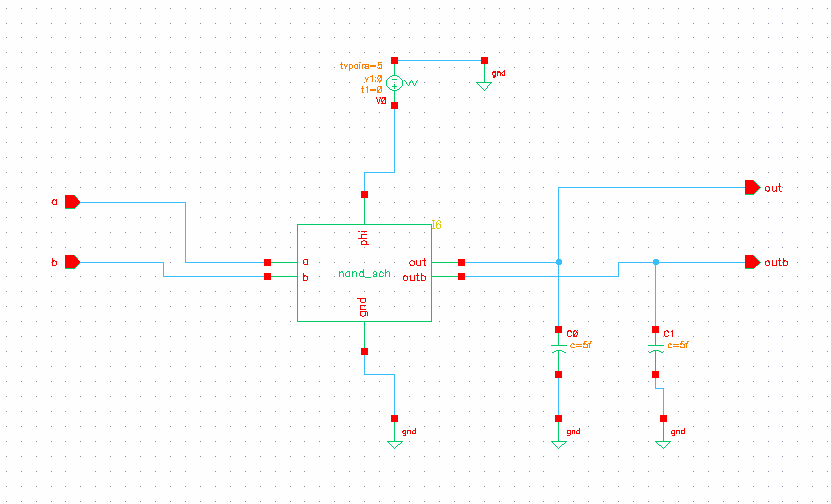 tvpairs=5
gnd
v1:0
t1=0
V0
out
a
I6
phi
b
a
out
outb
b
nand_ach
outb
gnd
C0
c=5f
C1
c=5f
gnd
gnd
gnd